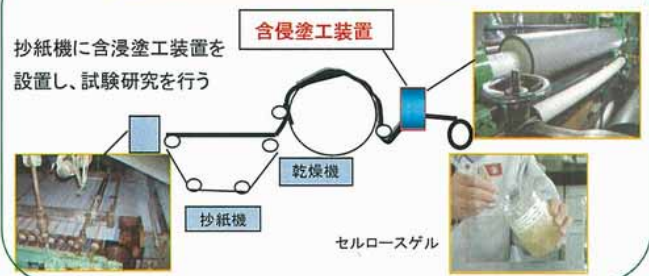 抄紙機に含浸塗工装置を
設置し、試験研究を行う
含侵塗工装置
乾燥機
抄紙機
セルロースゲル